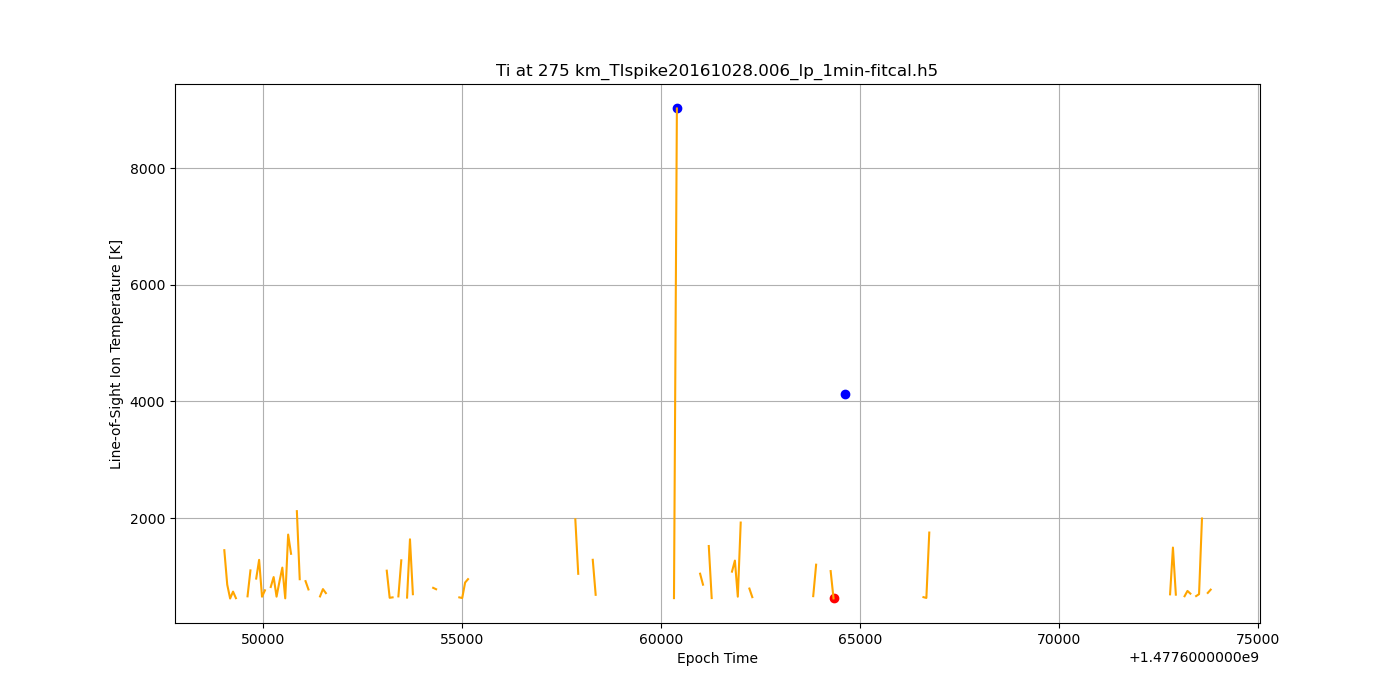 Ti at 275 km_TIspike20161028.006_lp_1min-fitcal.h5
Line-of-Sight Ion Temperature [K]
8000
6000
4000
2000
50000 55000 60000 65000 70000 75000
Epoch Time
+1.4776000000e9